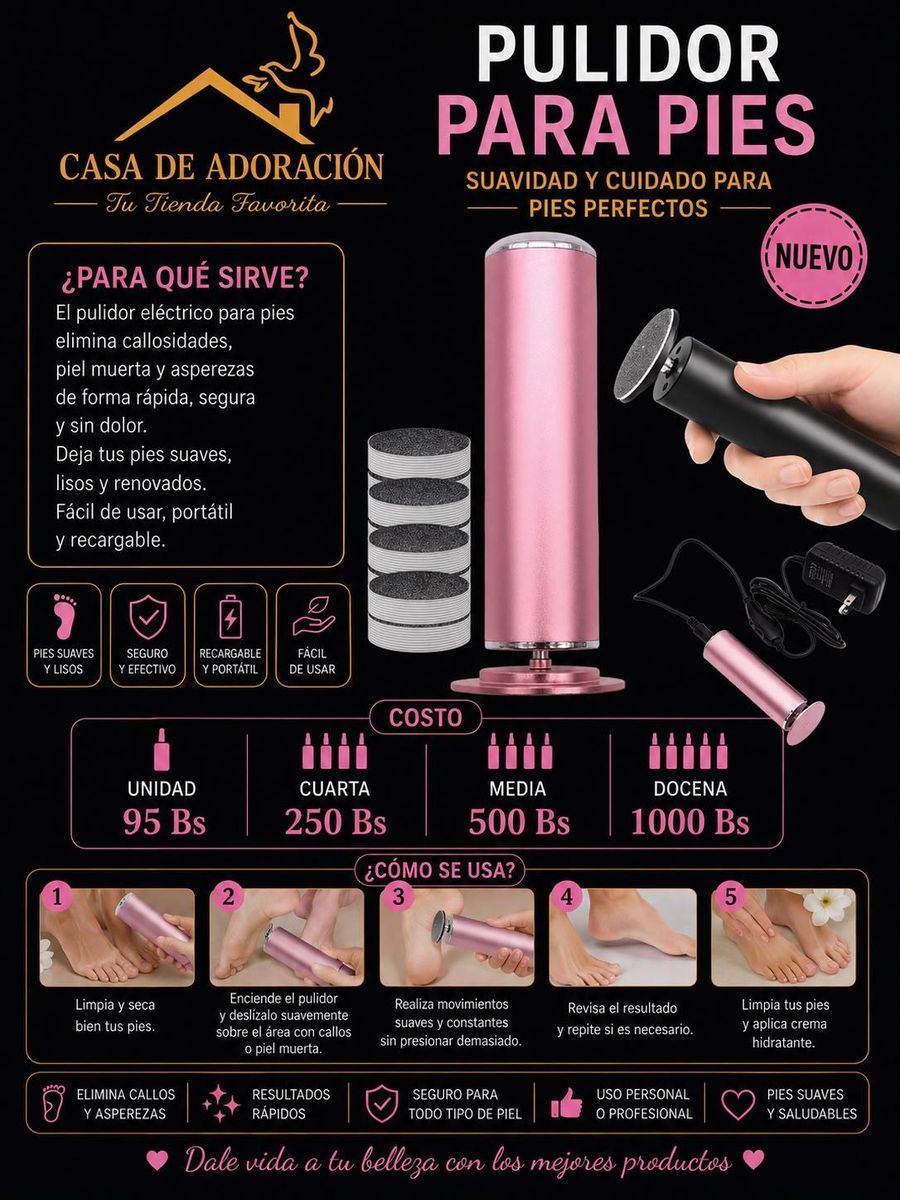 CASA DE ADORACIÓN
Tu Tienda Favorita
PULIDOR
PARA PIES
SUAVIDAD Y CUIDADO PARA
PIES PERFECTOS
NUEVO
¿PARA QUÉ SIRVE?
El pulidor eléctrico para pies
elimina callosidades,
piel muerta y asperezas
de forma rápida, segura
y sin dolor.
Deja tus pies suaves,
lisos y renovados.
Fácil de usar, portátil
y recargable.
PIES SUAVES
Y LISOS
SEGURO
Y EFECTIVO
RECARGABLE
Y PORTÁTIL
FÁCIL
DE USAR
COSTO
UNIDAD
95 Bs
CUARTA
250 Bs
MEDIA
500 Bs
DOCENA
1000 Bs
¿CÓMO SE USA?
1
Limpia y seca
bien tus pies.
2
Enciende el pulidor
y deslízalo suavemente
sobre el área con callos
o piel muerta.
3
Realiza movimientos
suaves y constantes
sin presionar demasiado.
4
Revisa el resultado
y repite si es necesario.
5
Limpia tus pies
y aplica crema
hidratante.
ELIMINA CALLOS
Y ASPEREZAS
RESULTADOS
RÁPIDOS
SEGURO PARA
TODO TIPO DE PIEL
USO PERSONAL
O PROFESIONAL
PIES SUAVES
Y SALUDABLES
Dale vida a tu belleza con los mejores productos